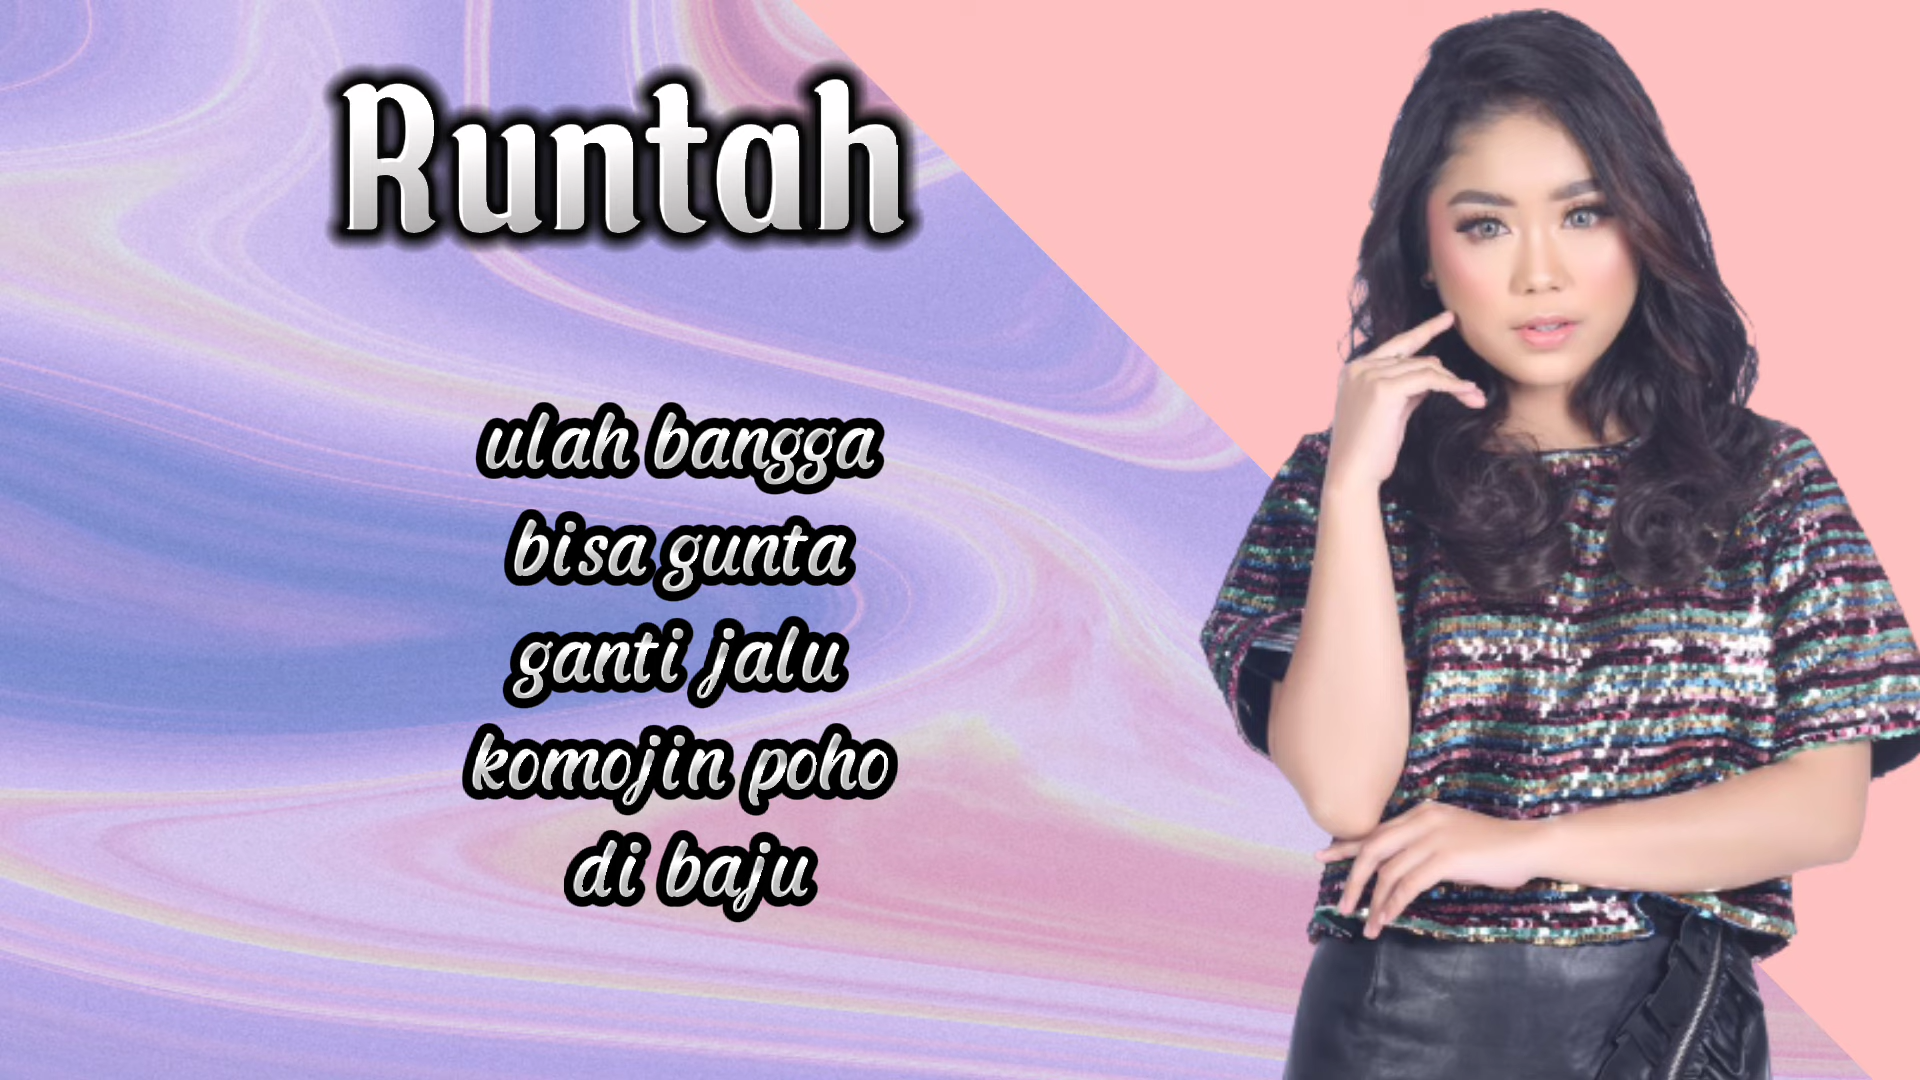 Runtah
ulah bangga
bisa gunta
ganti jalu
komojin poho
di baju